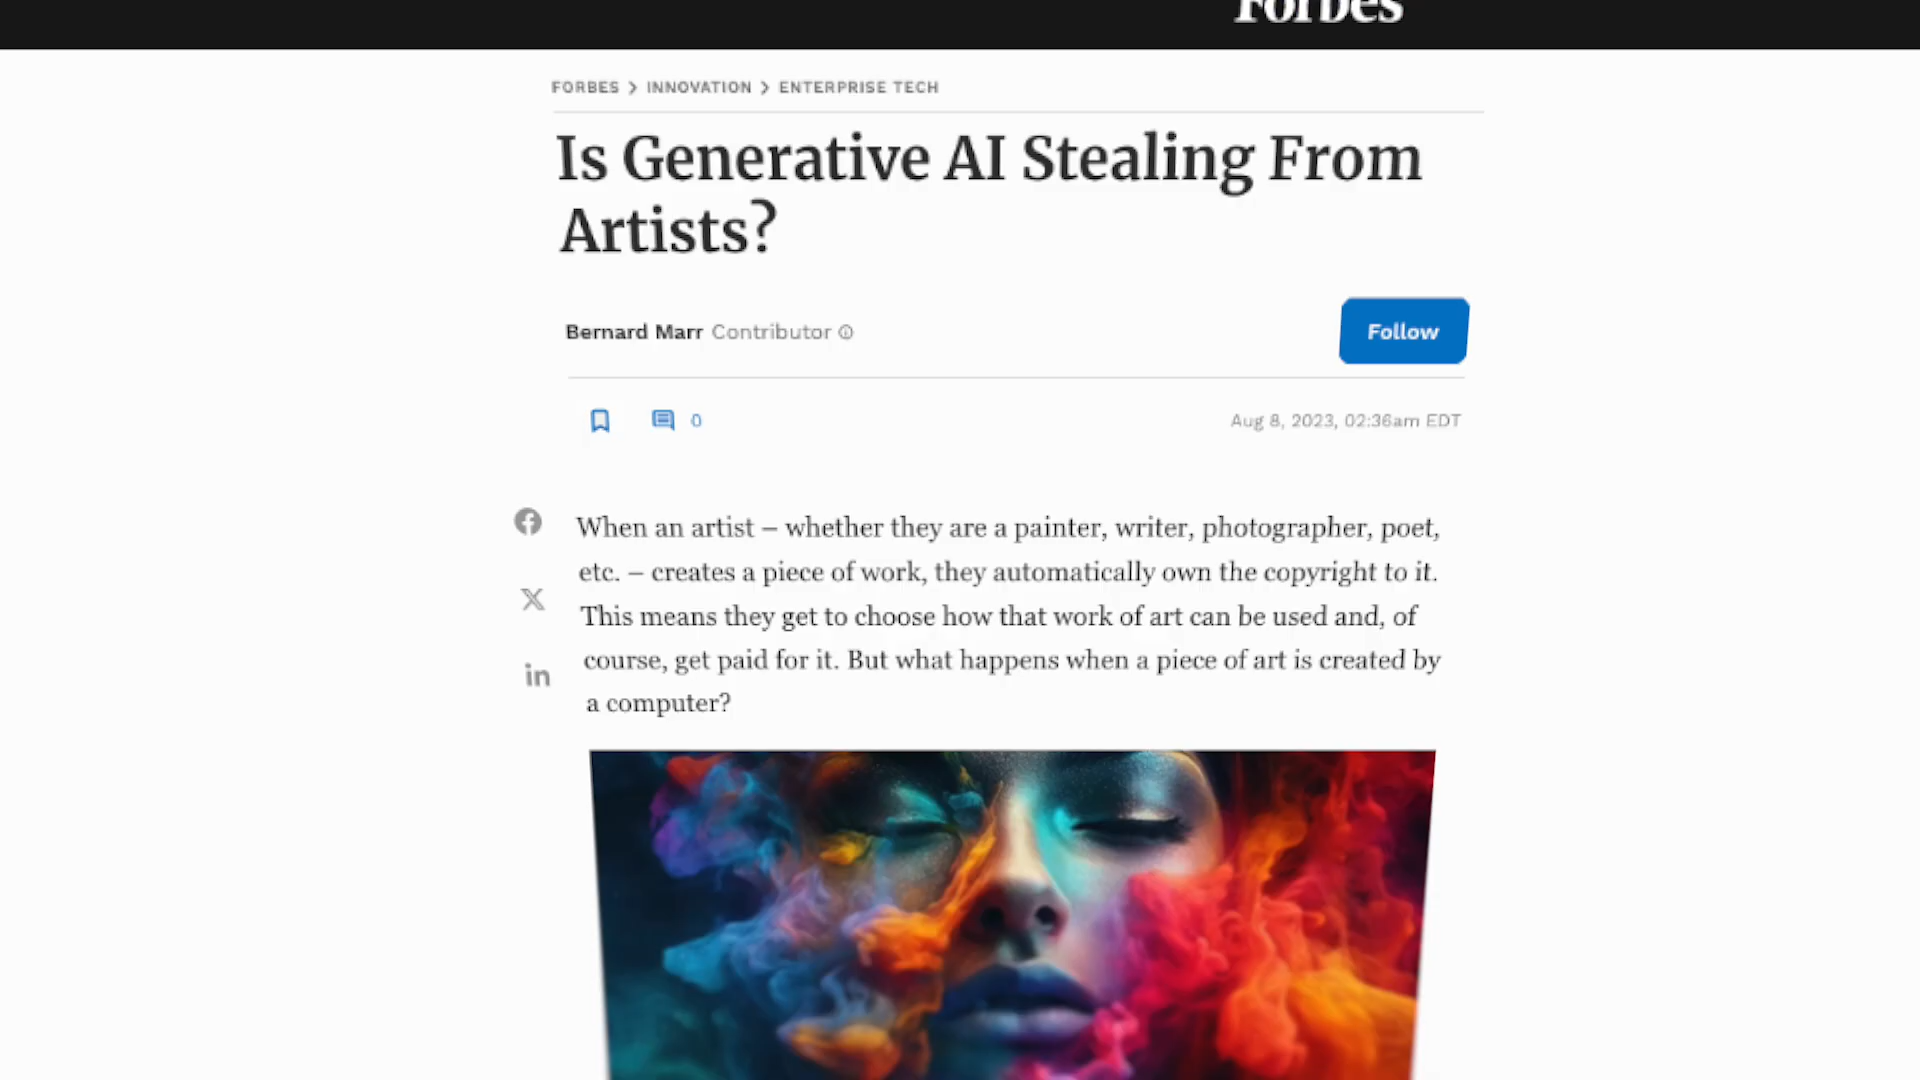 Forbes
FORBES > INNOVATION > ENTERPRISE TECH
Is Generative AI Stealing From
Artists?
Bernard Marr Contributor
Follow
0
Aug 8, 2023, 02:36am EDT
When an artist – whether they are a painter, writer, photographer, poet,
etc. – creates a piece of work, they automatically own the copyright to it.
This means they get to choose how that work of art can be used and, of
course, get paid for it. But what happens when a piece of art is created by
a computer?